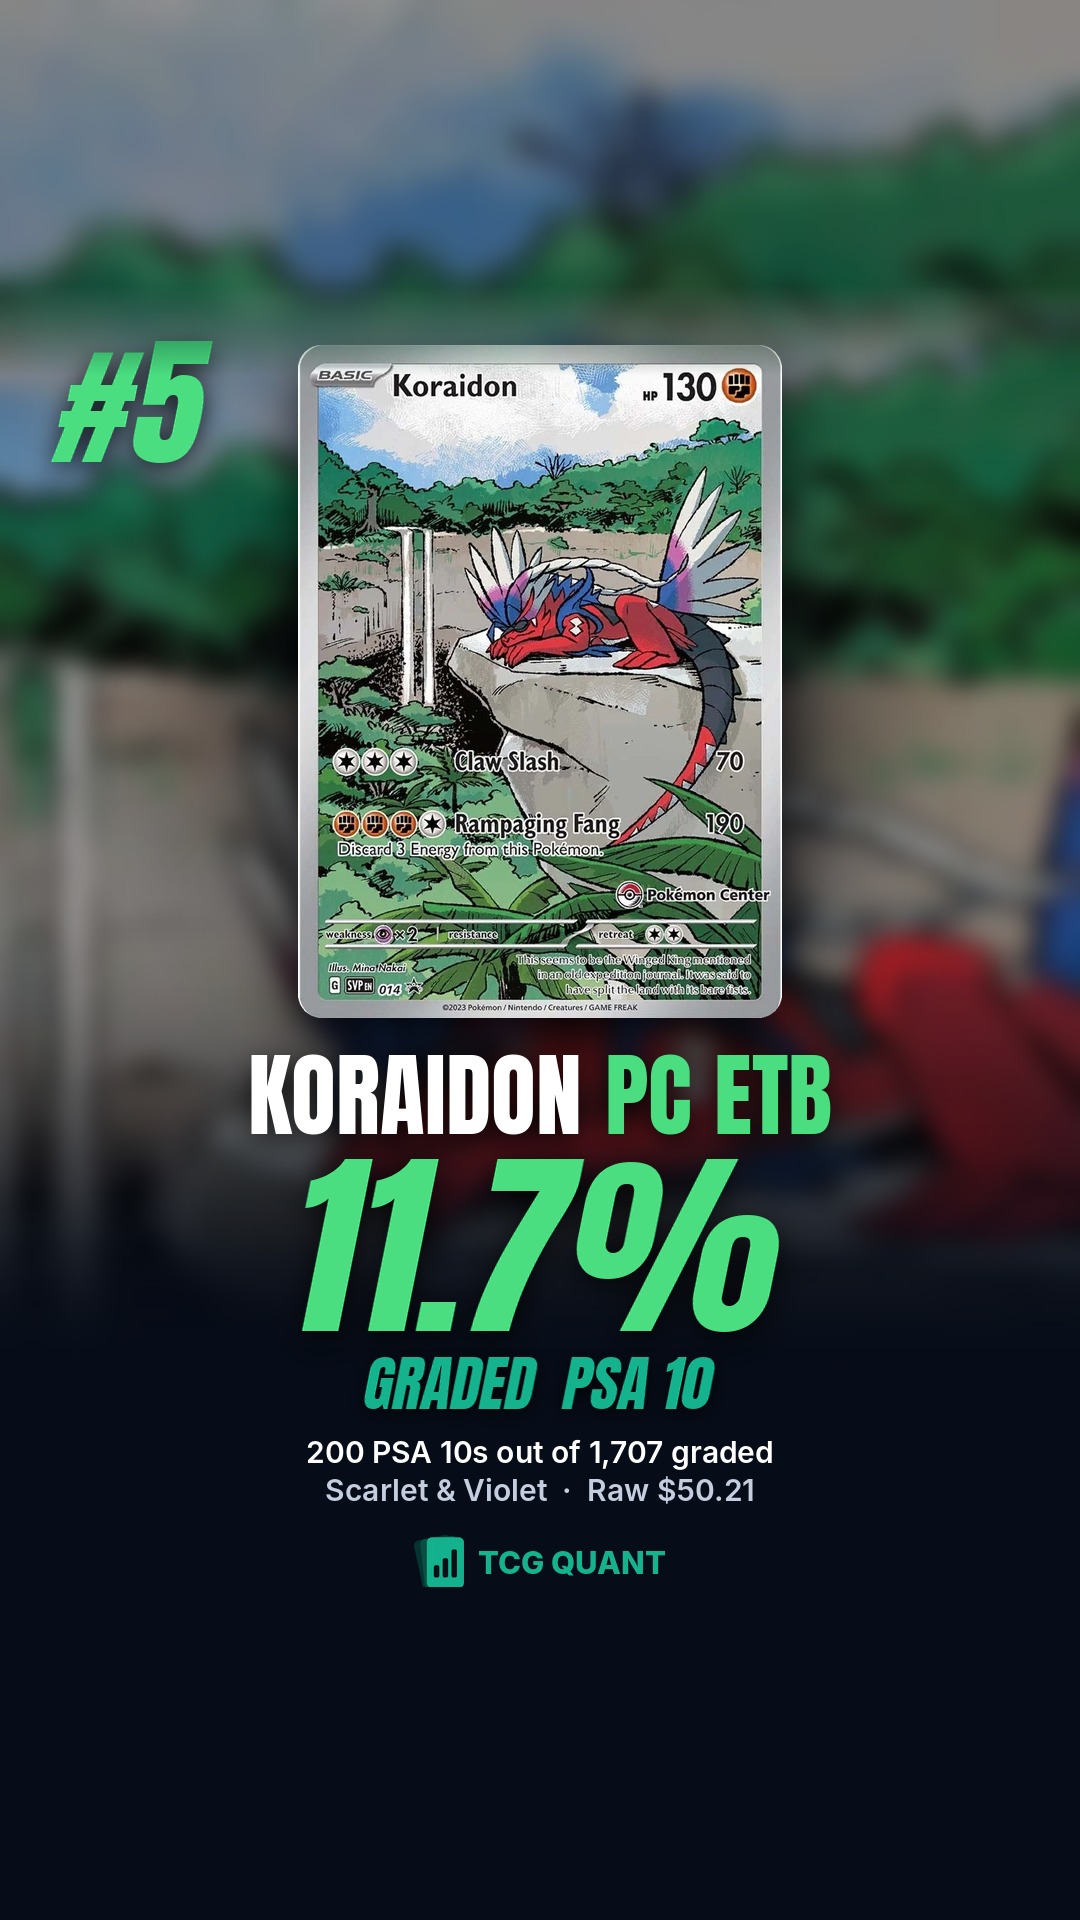 #5
BASIC Koraidon HP 130
Claw Slash 70
Rampaging Fang 190
Discard 3 Energy from this Pokémon.
Pokémon Center
weakness ×2 resistance retreat
This seems to be the Winged King mentioned
in an old expedition journal. It was said to
have split the land with its bare fists.
Illus. Mina Nakai
G SVP EN 014
©2023 Pokémon / Nintendo / Creatures / GAME FREAK
KORAIDON PC ETB
11.7%
GRADED PSA 10
200 PSA 10s out of 1,707 graded
Scarlet & Violet · Raw $50.21
TCG QUANT